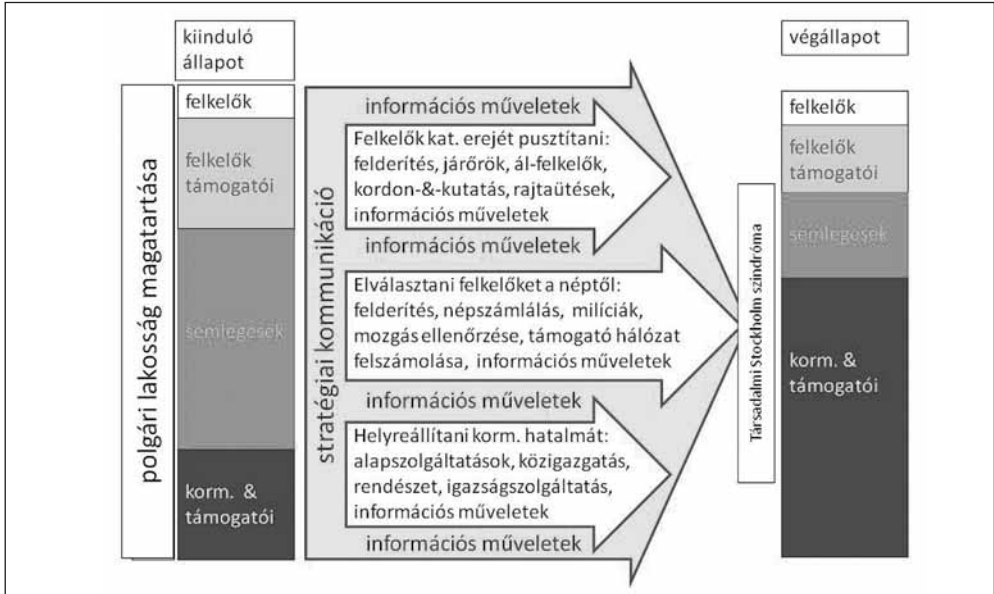 kiinduló
állapot
végállapot
polgári lakosság magatartása
felkelők
felkelők
támogatói
semlegesek
korm. &
támogatói
stratégiai kommunikáció
információs műveletek
Felkelők kat. erejét pusztítani:
felderítés, járőrök, ál-felkelők,
kordon-&-kutatás, rajtaütések,
információs műveletek
információs műveletek
Elválasztani felkelőket a néptől:
felderítés, népszámlálás, milíciák,
mozgás ellenőrzése, támogató hálózat
felszámolása, információs műveletek
információs műveletek
Helyreállítani korm. hatalmát:
alapszolgáltatások, közigazgatás,
rendészet, igazságszolgáltatás,
információs műveletek
információs műveletek
Társadalmi Stockholm szindróma
felkelők
felkelők
támogatói
semlegesek
korm. &
támogatói